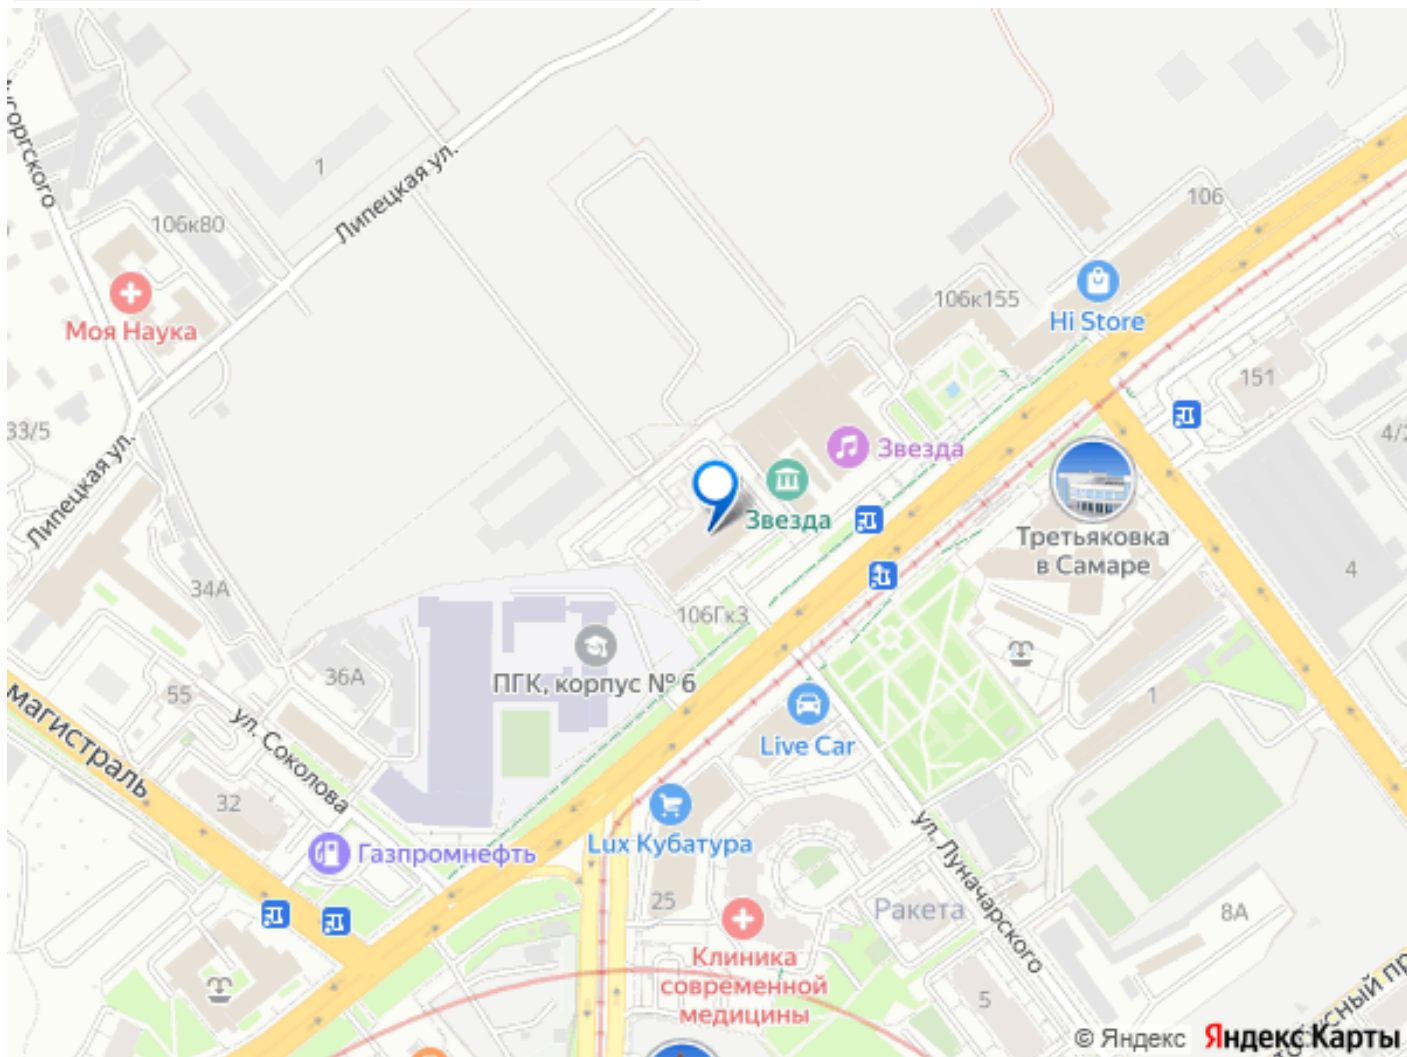 1
Липецкая ул.
106к80
106
106к155
Моя Наука
Hi Store
151
33/5
Звезда
Липецкая ул.
Звезда
Третьяковка
в Самаре
4
34А
106Гк3
36А
ПГК, корпус № 6
55
1
магистраль
ул. Соколова
Live Car
32
Lux Кубатура
Газпромнефть
ул. Луначарского
25
Ракета
8А
Клиника
современной
медицины
5
© Яндекс Яндекс Карты